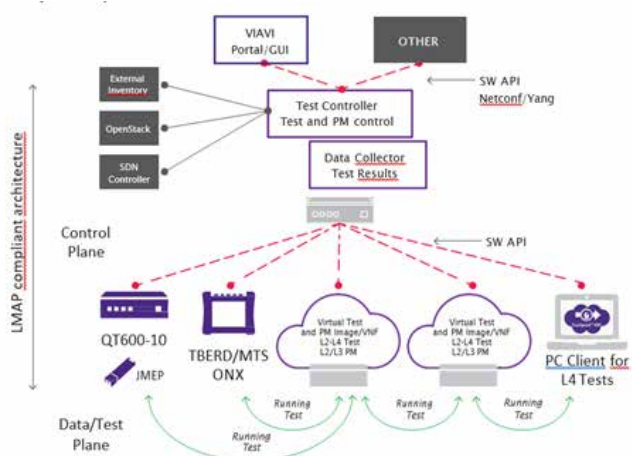 VIAVI
Portal/GUI
OTHER
SW API
Netconf/Yang
External
Inventory
OpenStack
SDN
Controller
Test Controller
Test and PM control
Data Collector
Test Results
LMAP compliant architecture
Control
Plane
SW API
QT600-10
JMEP
TBERD/MTS
ONX
Virtual Test
and PM Image/VNF
L2-L4 Test
L2/L3 PM
Virtual Test
and PM Image/VNF
L2-L4 Test
L2/L3 PM
PC Client for
L4 Tests
Data/Test
Plane
Running
Test
Running
Test
Running
Test
Running
Test